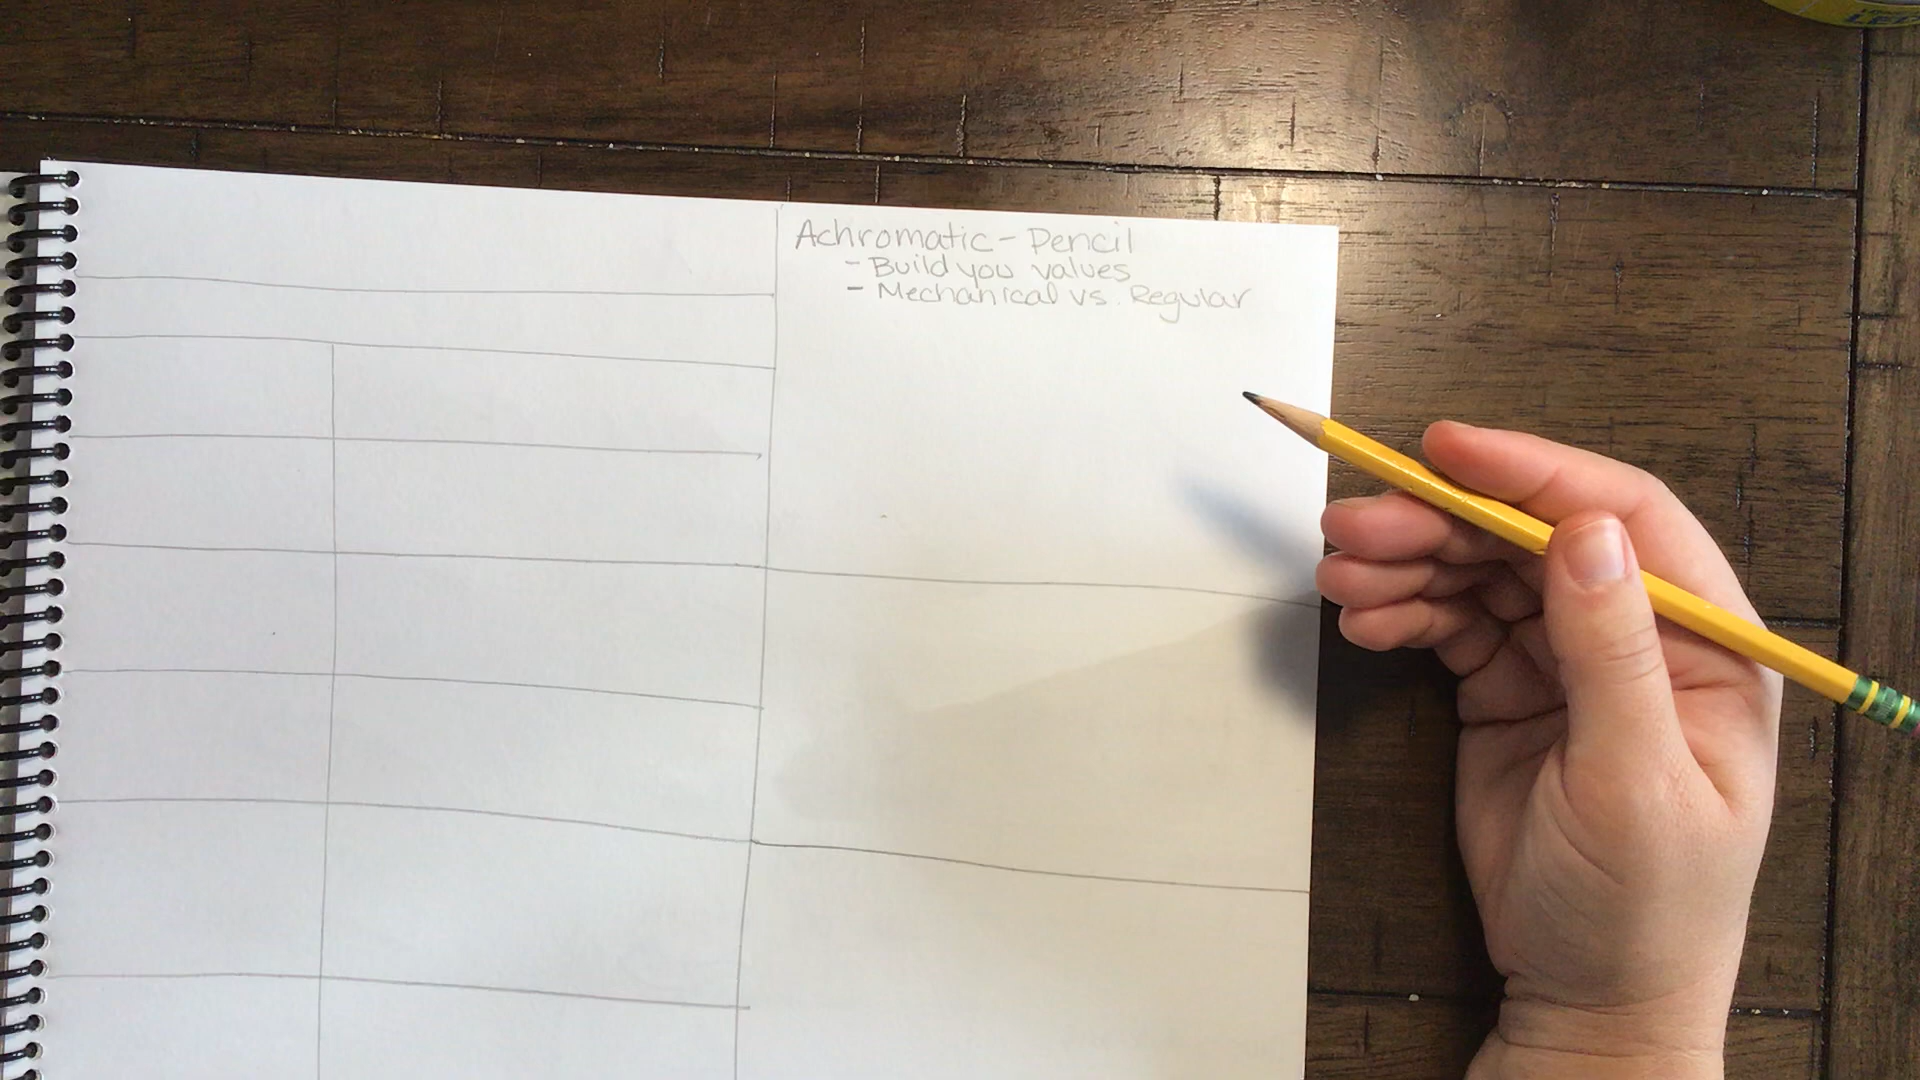 Achromatic - Pencil
- Build you values
- Mechanical vs. Regular